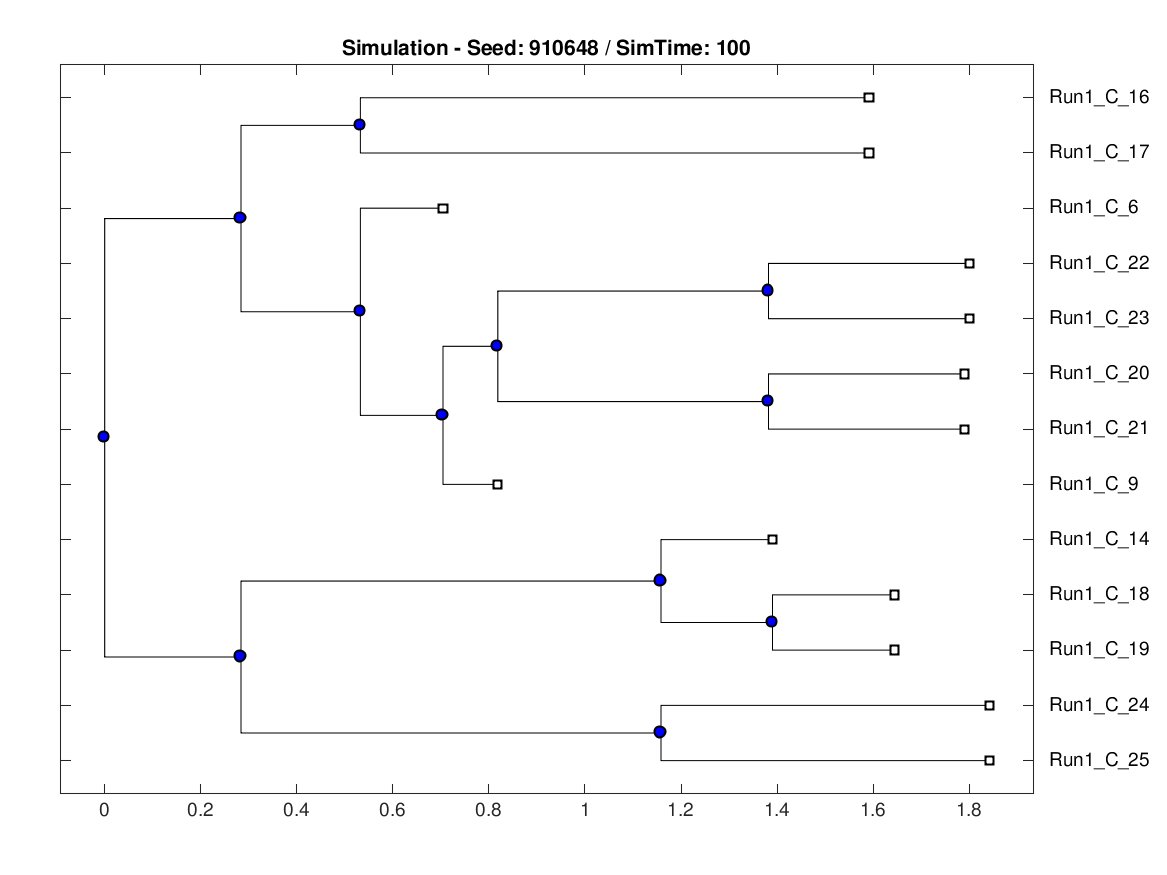 Simulation - Seed: 910648 / SimTime: 100
Run1_C_16
Run1_C_17
Run1_C_6
Run1_C_22
Run1_C_23
Run1_C_20
Run1_C_21
Run1_C_9
Run1_C_14
Run1_C_18
Run1_C_19
Run1_C_24
Run1_C_25
0 0.2 0.4 0.6 0.8 1 1.2 1.4 1.6 1.8